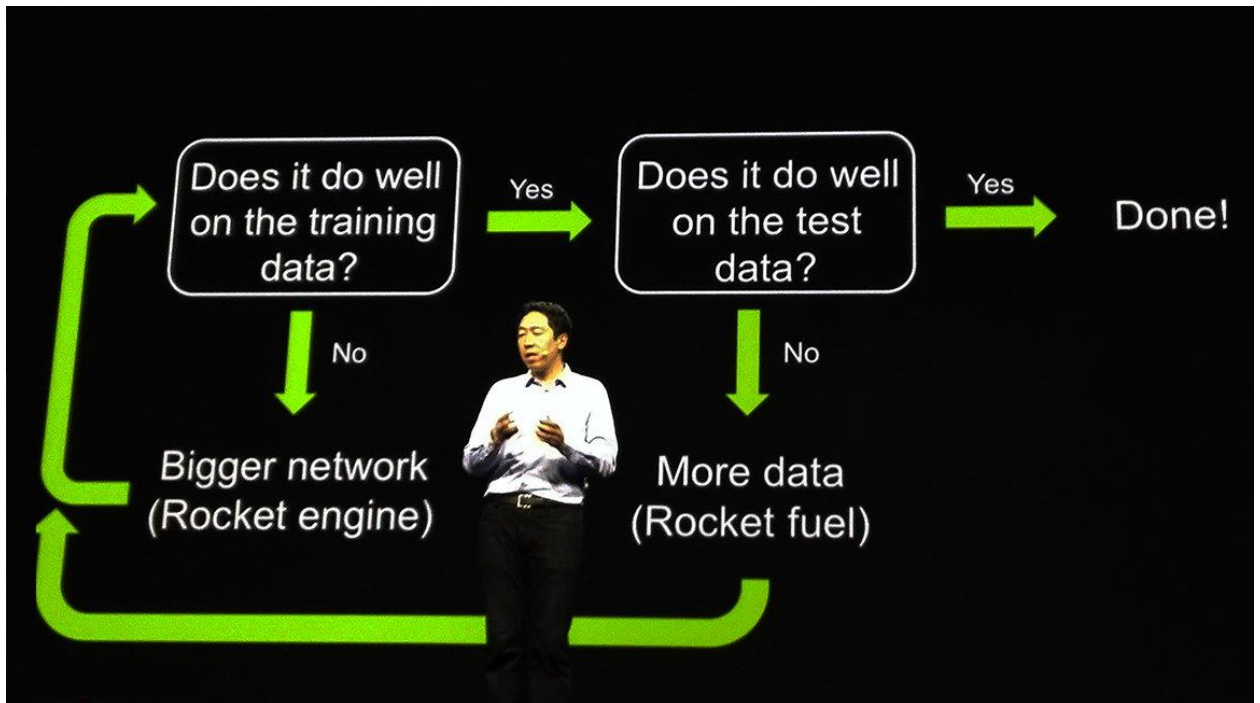 Does it do well
on the training
data?
Yes
Does it do well
on the test
data?
Yes
Done!
No
No
Bigger network
(Rocket engine)
More data
(Rocket fuel)